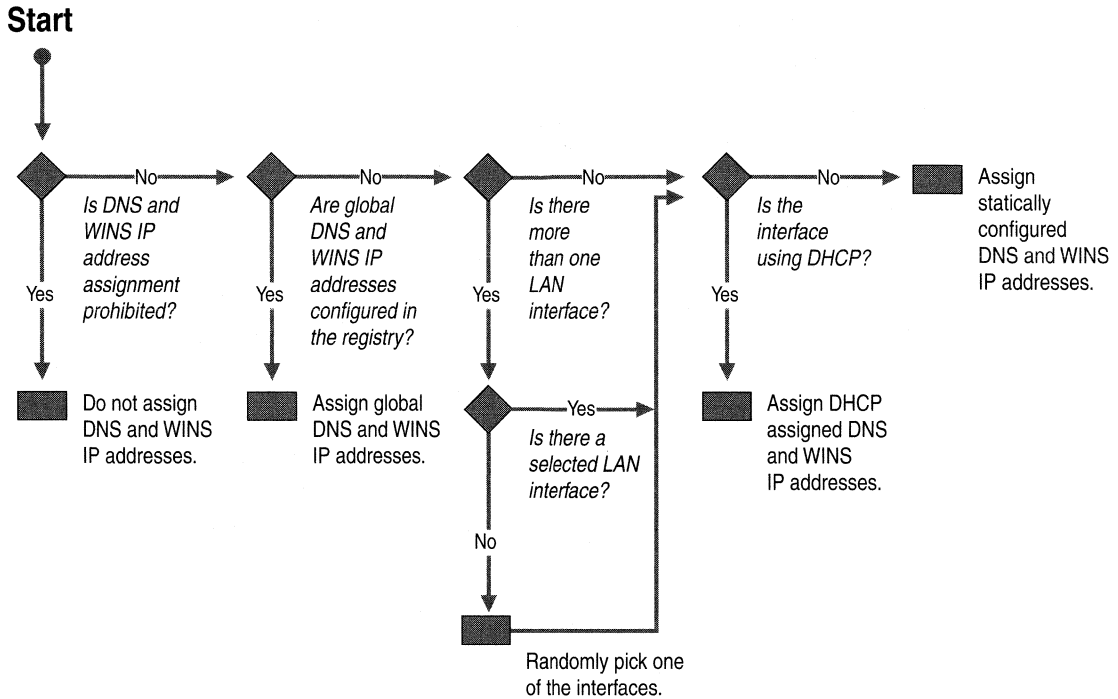 Start
No
Is DNS and
WINS IP
address
assignment
prohibited?
Yes
Do not assign
DNS and WINS
IP addresses.
No
Are global
DNS and
WINS IP
addresses
configured in
the registry?
Yes
Assign global
DNS and WINS
IP addresses.
No
Is there
more
than one
LAN
interface?
Yes
Yes
Is there a
selected LAN
interface?
No
Randomly pick one
of the interfaces.
No
Is the
interface
using DHCP?
Yes
Assign DHCP
assigned DNS
and WINS
IP addresses.
Assign
statically
configured
DNS and WINS
IP addresses.